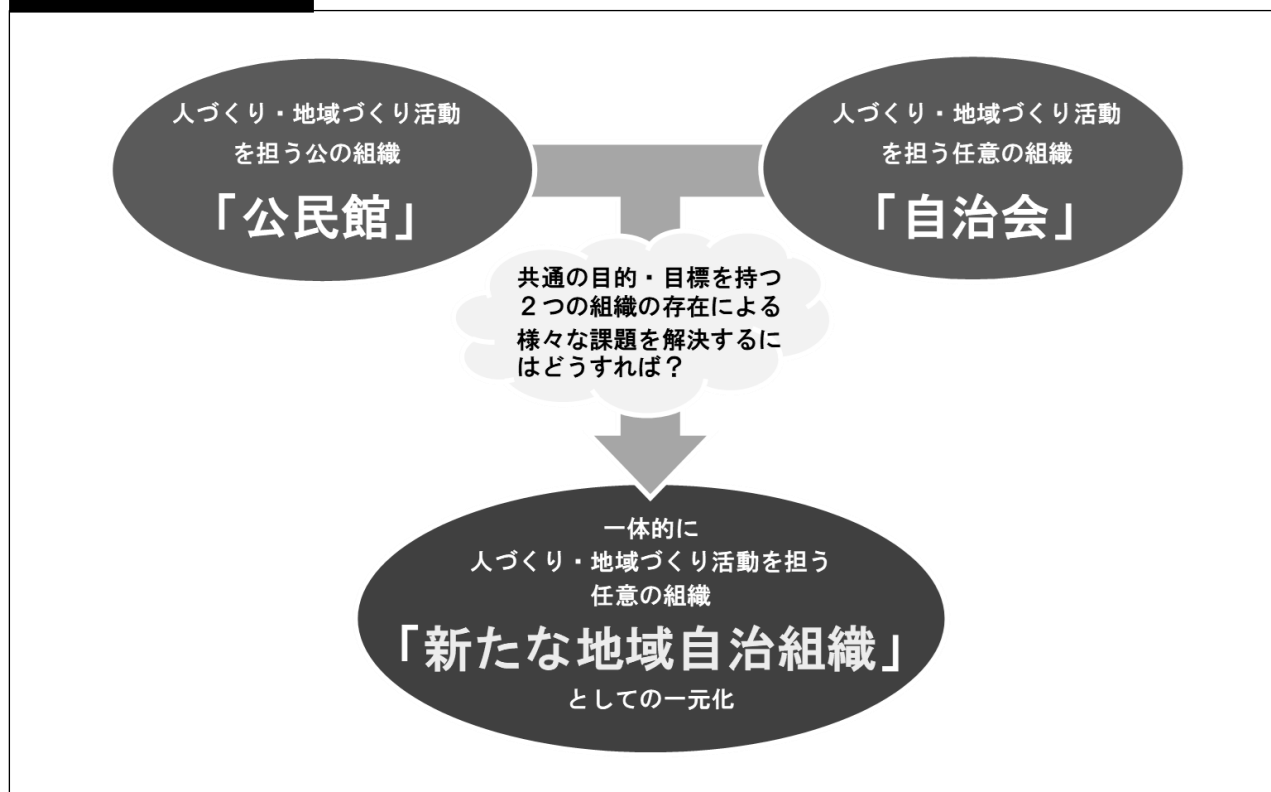 人づくり・地域づくり活動
を担う公の組織
「公民館」
人づくり・地域づくり活動
を担う任意の組織
「自治会」
共通の目的・目標を持つ
２つの組織の存在による
様々な課題を解決するに
はどうすれば？
一体的に
人づくり・地域づくり活動を担う
任意の組織
「新たな地域自治組織」
としての一元化